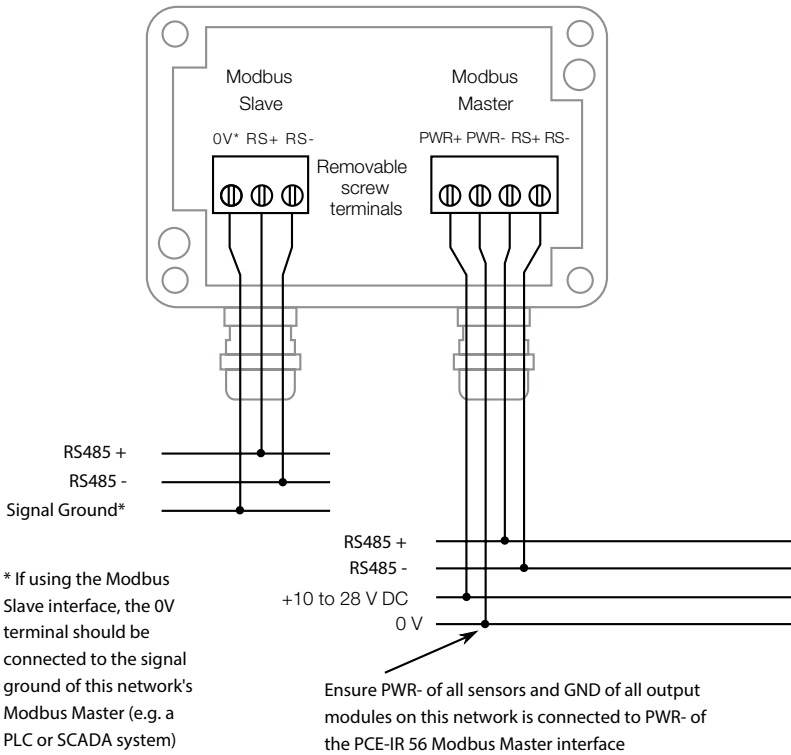 Modbus
Slave
Modbus
Master
0V* RS+ RS-
PWR+ PWR- RS+ RS-
Removable
screw
terminals
RS485 +
RS485 -
Signal Ground*
RS485 +
RS485 -
+10 to 28 V DC
0 V
* If using the Modbus
Slave interface, the 0V
terminal should be
connected to the signal
ground of this network's
Modbus Master (e.g. a
PLC or SCADA system)
Ensure PWR- of all sensors and GND of all output
modules on this network is connected to PWR- of
the PCE-IR 56 Modbus Master interface